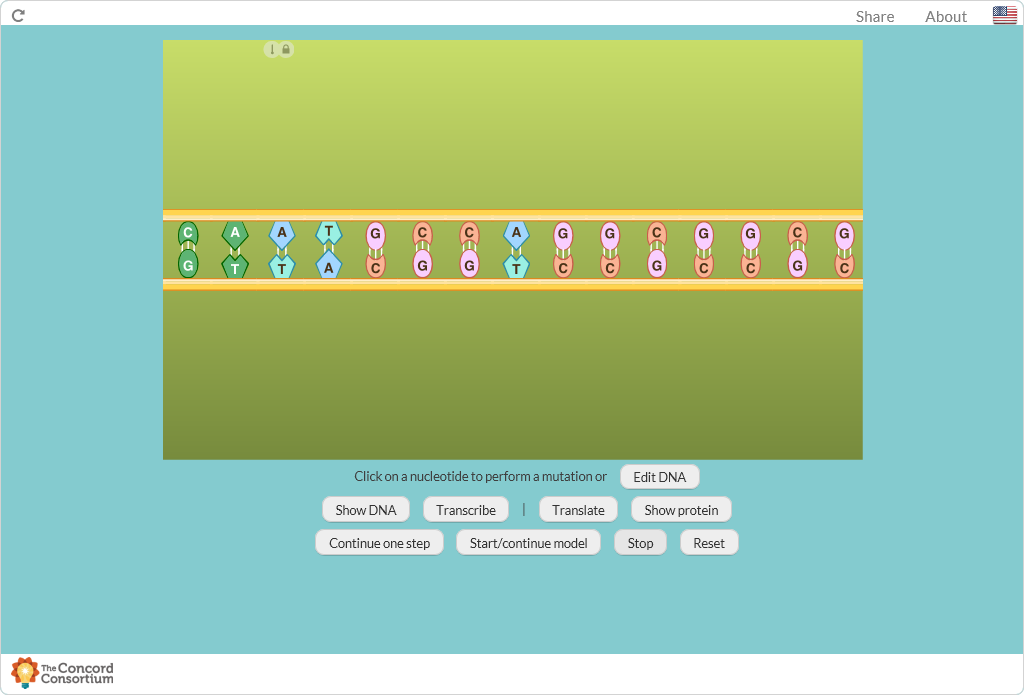 Share About
C A A T G C C A G G C G G C G
G T T A C G G T C C G C C G C
Click on a nucleotide to perform a mutation or Edit DNA
Show DNA Transcribe | Translate Show protein
Continue one step Start/continue model Stop Reset
The Concord
Consortium